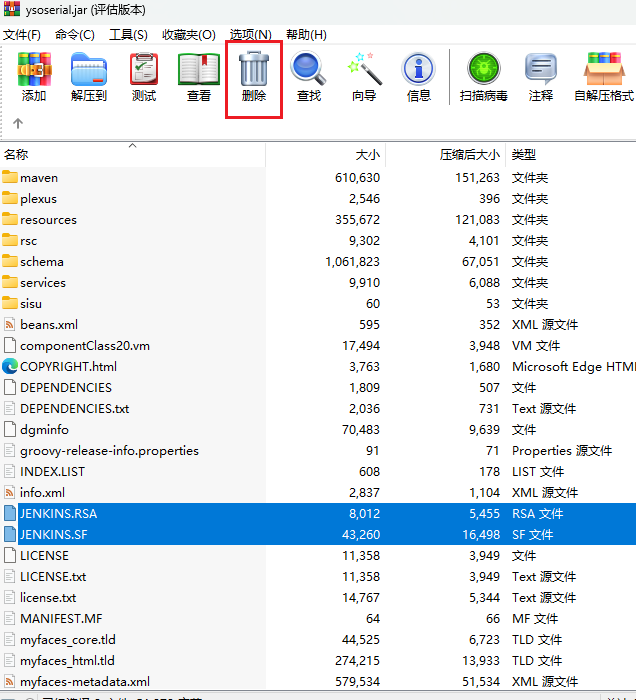 ysoserial.jar (评估版本)
文件(F) 命令(C) 工具(S) 收藏夹(O) 选项(N) 帮助(H)
添加 解压到 测试 查看 删除 查找 向导 信息 扫描病毒 注释 自解压格式
名称 大小 压缩后大小 类型
maven 610,630 151,263 文件夹
plexus 2,546 396 文件夹
resources 355,672 121,083 文件夹
rsc 9,302 4,101 文件夹
schema 1,061,823 67,051 文件夹
services 9,910 6,088 文件夹
sisu 60 53 文件夹
beans.xml 595 352 XML 源文件
componentClass20.vm 17,494 3,948 VM 文件
COPYRIGHT.html 3,763 1,680 Microsoft Edge HTM
DEPENDENCIES 1,809 507 文件
DEPENDENCIES.txt 2,036 731 Text 源文件
dgminfo 70,483 9,639 文件
groovy-release-info.properties 91 71 Properties 源文件
INDEX.LIST 608 178 LIST 文件
info.xml 2,837 1,104 XML 源文件
JENKINS.RSA 8,012 5,455 RSA 文件
JENKINS.SF 43,260 16,498 SF 文件
LICENSE 11,358 3,949 文件
LICENSE.txt 11,358 3,949 Text 源文件
license.txt 14,767 5,344 Text 源文件
MANIFEST.MF 64 66 MF 文件
myfaces_core.tld 44,525 6,723 TLD 文件
myfaces_html.tld 274,215 13,933 TLD 文件
myfaces-metadata.xml 579,534 51,534 XML 源文件